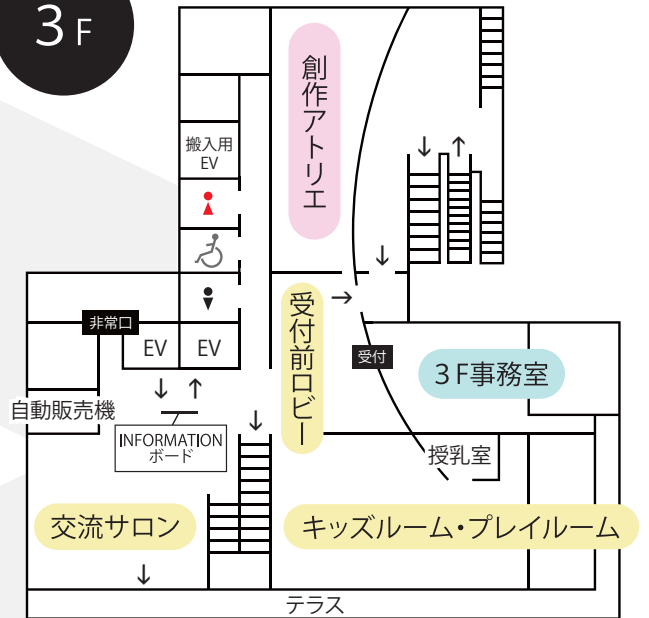 3F
創作アトリエ
搬入用
EV
受付前ロビー
非常口
EV
EV
受付
3F事務室
自動販売機
INFORMATION
ボード
授乳室
交流サロン
キッズルーム・プレイルーム
テラス